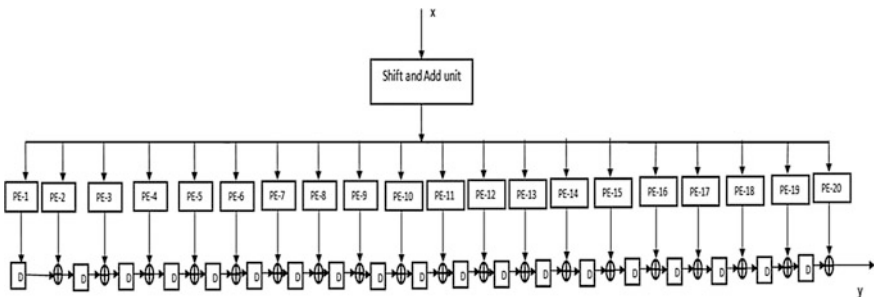 x
Shift and Add unit
PE-1 PE-2 PE-3 PE-4 PE-5 PE-6 PE-7 PE-8 PE-9 PE-10 PE-11 PE-12 PE-13 PE-14 PE-15 PE-16 PE-17 PE-18 PE-19 PE-20
D D D D D D D D D D D D D D D D D D D
y